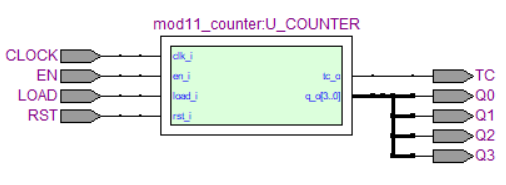 mod11_counter:U_COUNTER
CLOCK
clk_i
EN
en_i
tc_o
TC
LOAD
load_i
q_o[3..0]
Q0
RST
rst_i
Q1
Q2
Q3